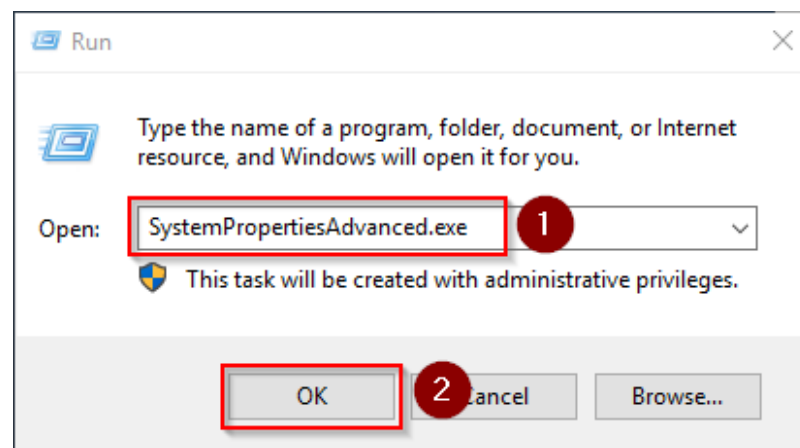 Run
Type the name of a program, folder, document, or Internet
resource, and Windows will open it for you.
Open: SystemPropertiesAdvanced.exe 1
This task will be created with administrative privileges.
OK 2 ancel Browse...